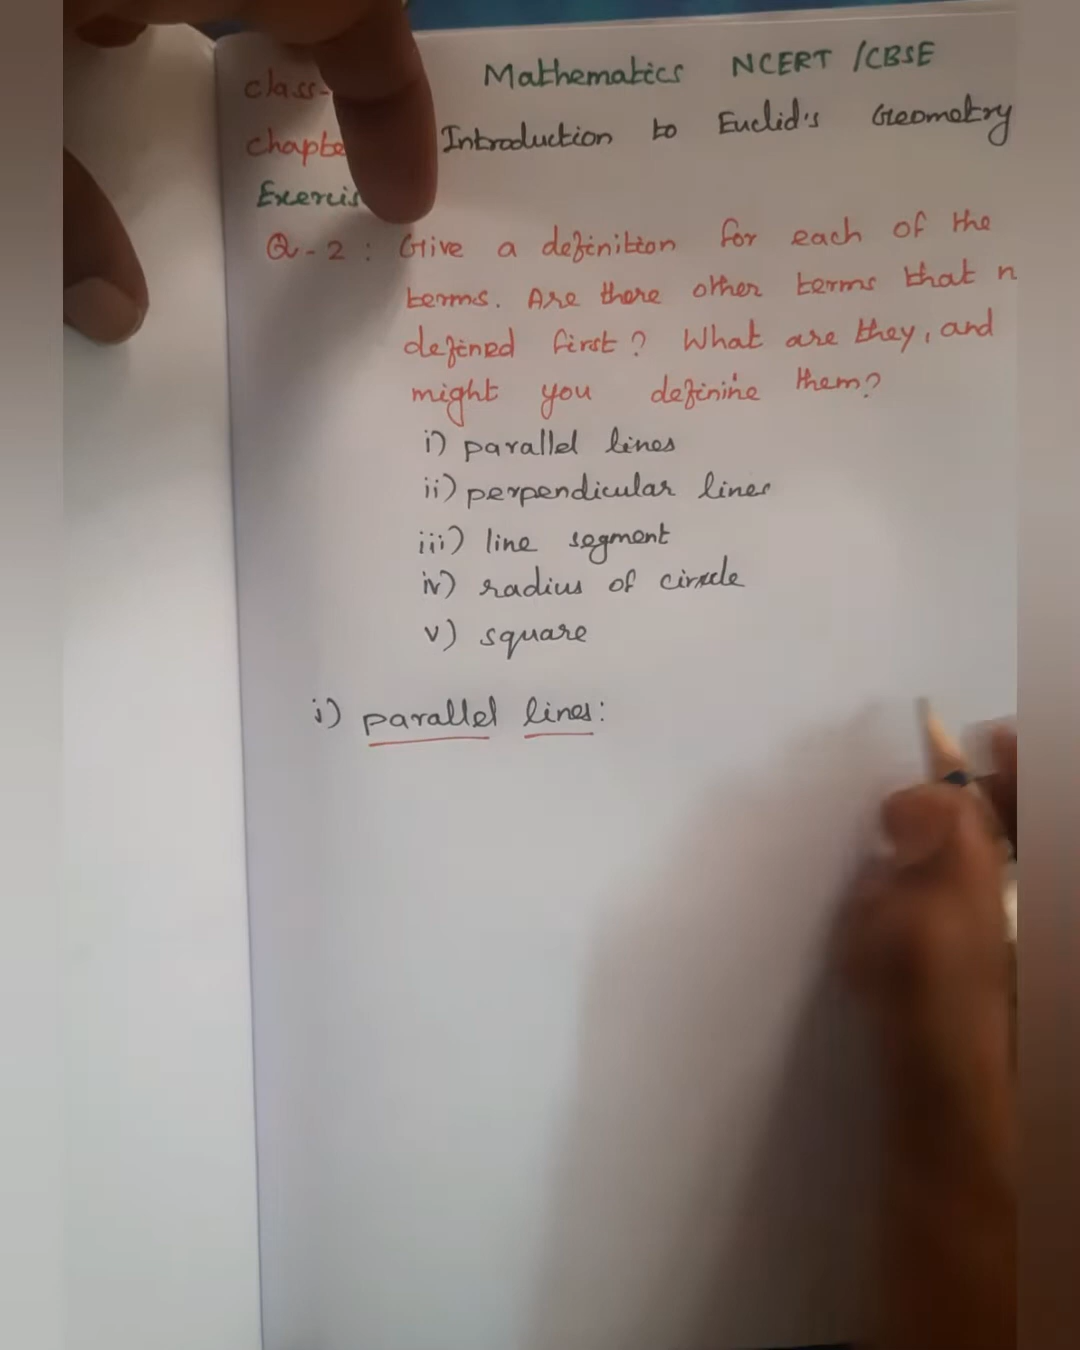 class-
Mathematics NCERT /CBSE
Introduction to Euclid's Geometry
Q-2: Give a definition for each of the
terms. Are there other terms that
defined first? What are they, and
might you definine them?
i) parallel lines
ii) perpendicular lines
iii) line segment
iv) radius of circle
v) square
i) parallel lines: